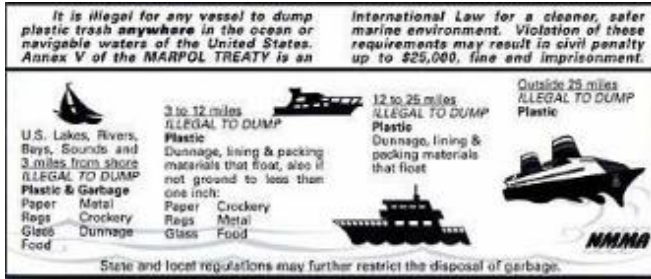 It is illegal for any vessel to dump
plastic trash anywhere in the ocean or
navigable waters of the United States.
Annex V of the MARPOL TREATY is an
International Law for a cleaner, safer
marine environment. Violation of these
requirements may result in civil penalty
up to $25,000, fine and imprisonment.
U.S. Lakes, Rivers,
Bays, Sounds and
3 miles from shore
ILLEGAL TO DUMP
Plastic & Garbage
Paper Metal
Rags Crockery
Glass Dunnage
Food
3 to 12 miles
ILLEGAL TO DUMP
Plastic
Dunnage, lining & packing
materials that float, also if
not ground to less than
one inch:
Paper Crockery
Rags Metal
Glass Food
12 to 25 miles
ILLEGAL TO DUMP
Plastic
Dunnage, lining &
packing materials
that float
Outside 25 miles
ILLEGAL TO DUMP
Plastic
NMMA
State and local regulations may further restrict the disposal of garbage.